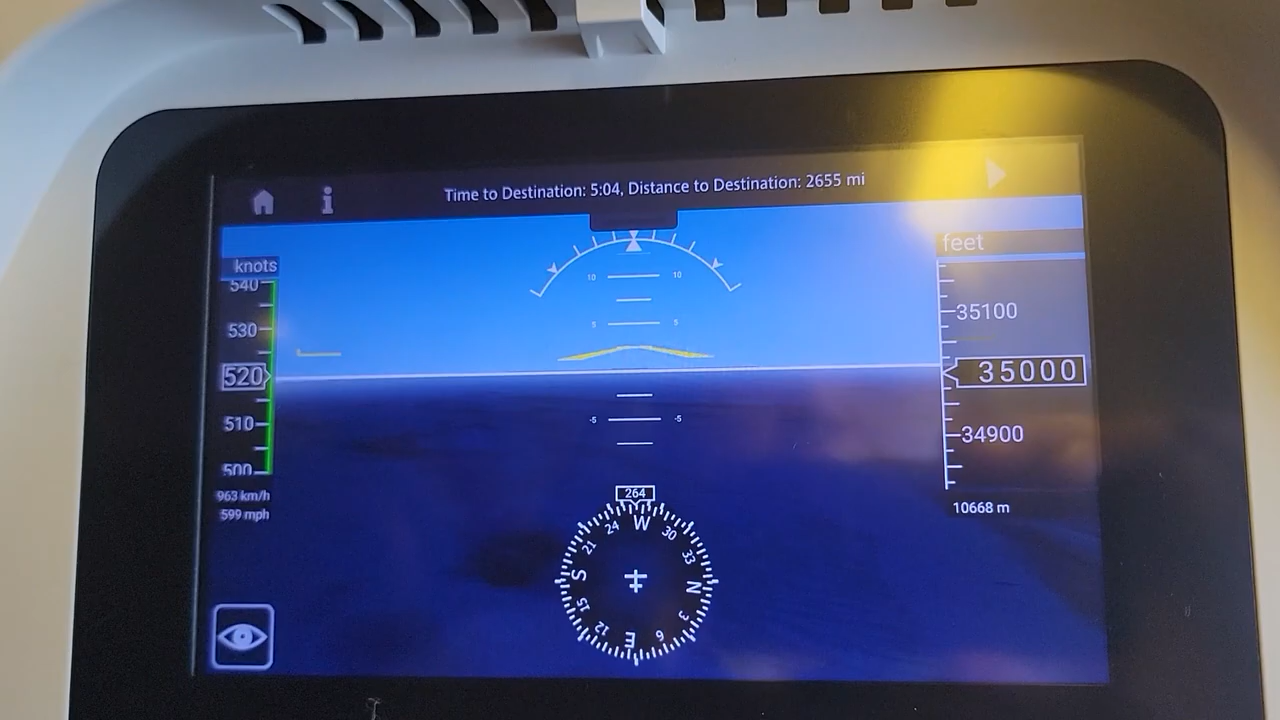 Time to Destination: 5:04, Distance to Destination: 2655 mi
knots
540
530
520
510
500
963 km/h
599 mph
10 10
5 5
-5 -5
feet
35100
35000
34900
10668 m
264
W
30
33
N
3
6
E
12
15
S
21
24